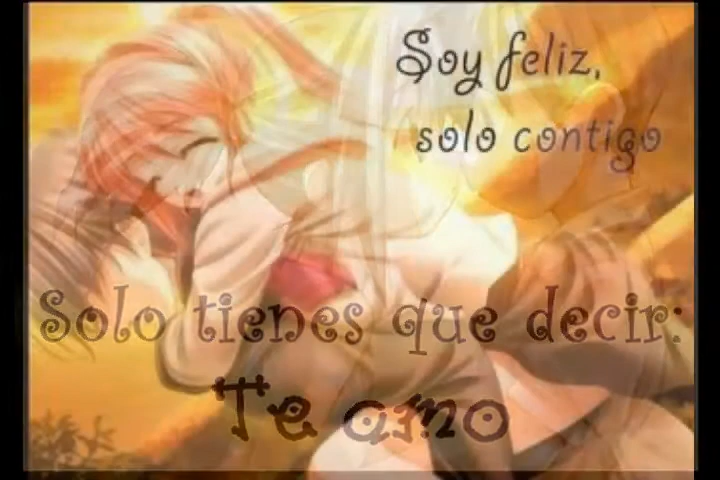 Soy feliz,
solo contigo
Solo tienes que decir:
Te amo